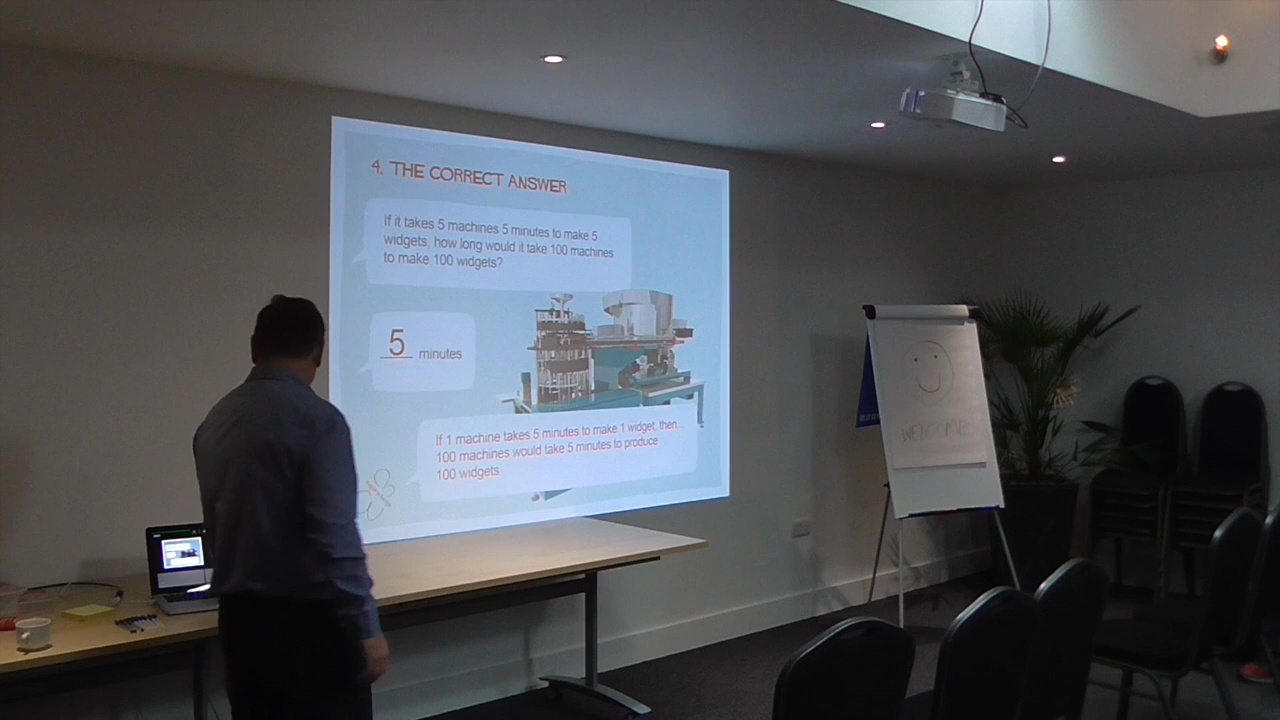 4. THE CORRECT ANSWER
If it takes 5 machines 5 minutes to make 5
widgets, how long would it take 100 machines
to make 100 widgets?
5 minutes
If 1 machine takes 5 minutes to make 1 widget, then...
100 machines would take 5 minutes to produce
100 widgets
WELCOME